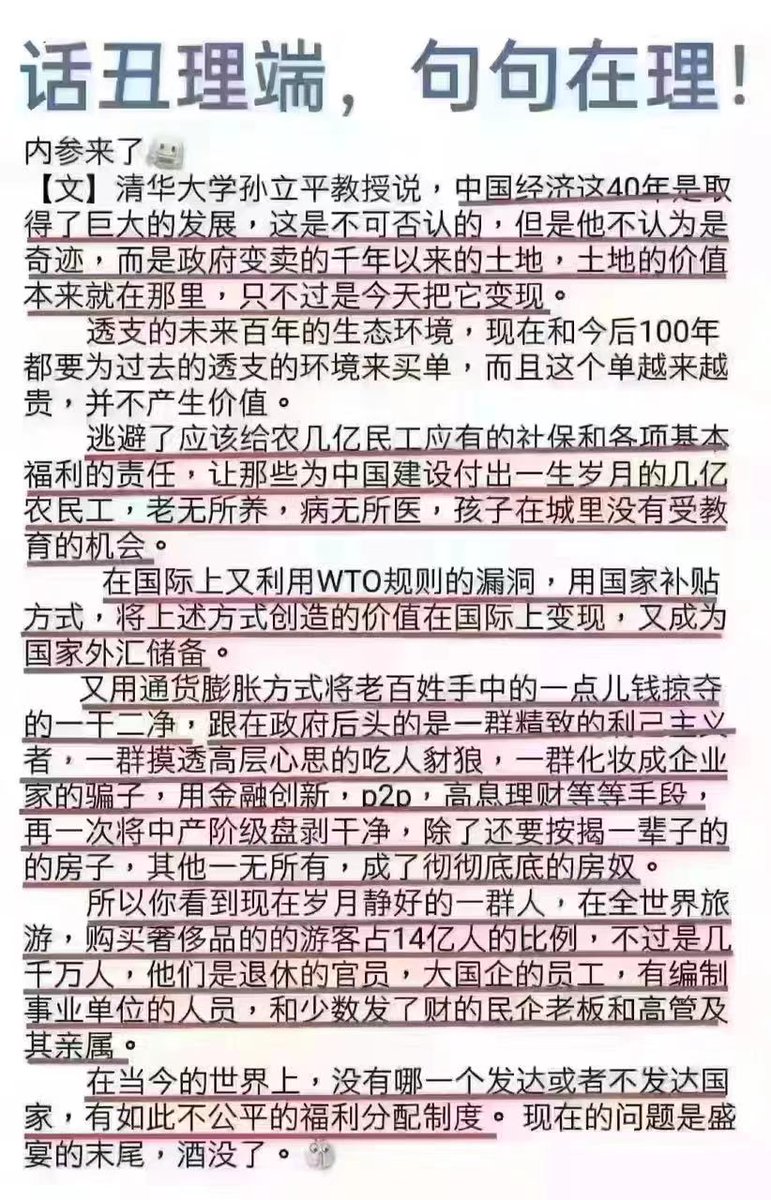 话丑理端，句句在理！
内参来了
【文】清华大学孙立平教授说，中国经济这40年是取
得了巨大的发展，这是不可否认的，但是他不认为是
奇迹，而是政府变卖的千年以来的土地，土地的价值
本来就在那里，只不过是今天把它变现。
透支的未来百年的生态环境，现在和今后100年
都要为过去的透支的环境来买单，而且这个单越来越
贵，并不产生价值。
逃避了应该给农几亿民工应有的社保和各项基本
福利的责任，让那些为中国建设付出一生岁月的几亿
农民工，老无所养，病无所医，孩子在城里没有受教
育的机会。
在国际上又利用WTO规则的漏洞，用国家补贴
方式，将上述方式创造的价值在国际上变现，又成为
国家外汇储备。
又用通货膨胀方式将老百姓手中的一点儿钱掠夺
的一干二净，跟在政府后头的是一群精致的利己主义
者，一群摸透高层心思的吃人豺狼，一群化妆成企业
家的骗子，用金融创新，p2p，高息理财等等手段，
再一次将中产阶级盘剥干净，除了还要按揭一辈子的
的房子，其他一无所有，成了彻彻底底的房奴。
所以你看到现在岁月静好的一群人，在全世界旅
游，购买奢侈品的的游客占14亿人的比例，不过是几
千万人，他们是退休的官员，大国企的员工，有编制
事业单位的人员，和少数发了财的民企老板和高管及
其亲属。
在当今的世界上，没有哪一个发达或者不发达国
家，有如此不公平的福利分配制度。现在的问题是盛
宴的末尾，酒没了。